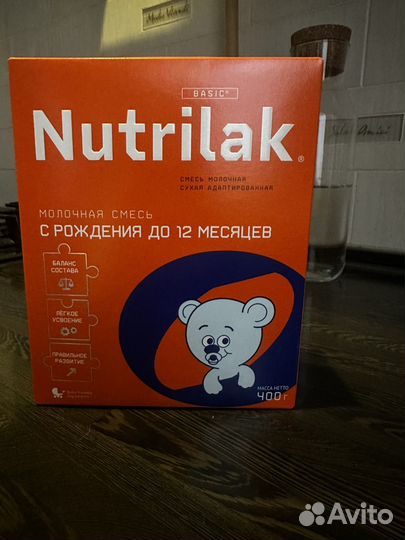 BASIC®
Nutrilak®
СМЕСЬ МОЛОЧНАЯ
СУХАЯ АДАПТИРОВАННАЯ
МОЛОЧНАЯ СМЕСЬ
С РОЖДЕНИЯ ДО 12 МЕСЯЦЕВ
БАЛАНС
СОСТАВА
ЛЕГКОЕ
УСВОЕНИЕ
ПРАВИЛЬНОЕ
РАЗВИТИЕ
МАССА НЕТТО
400 г
Avito